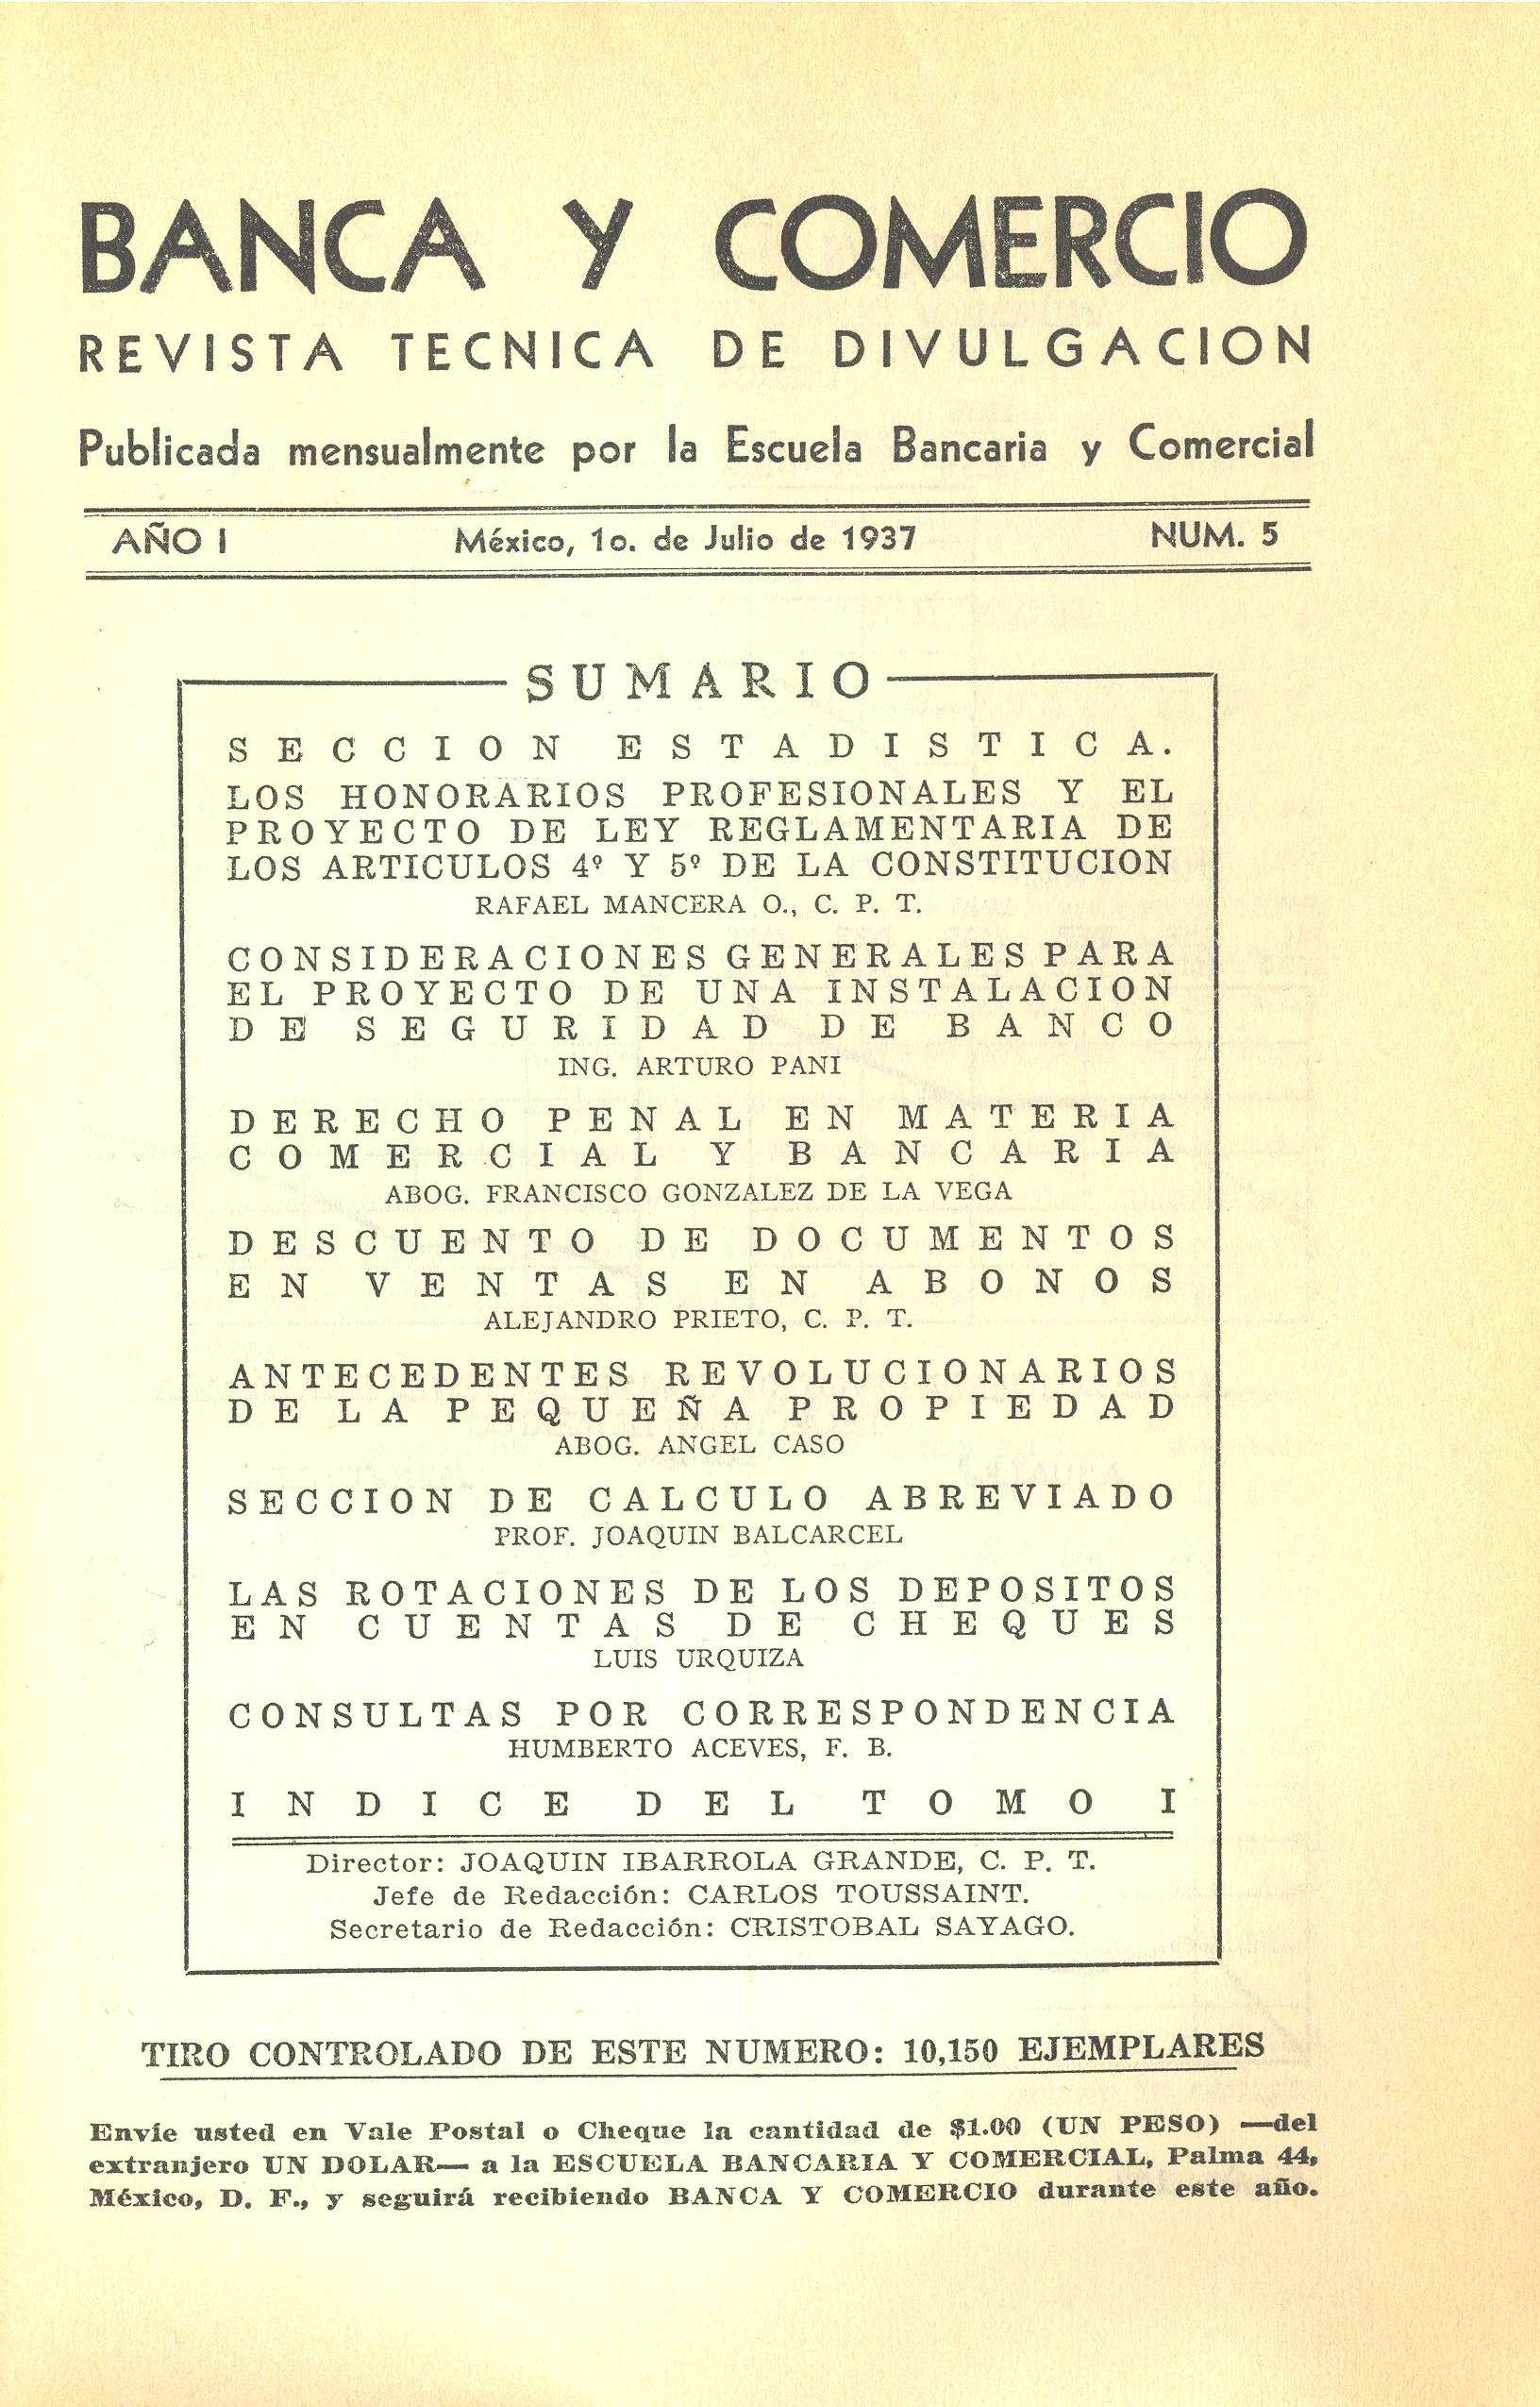 BANCA Y COMERCIO
REVISTA TECNICA DE DIVULGACION
Publicada mensualmente por la Escuela Bancaria y Comercial
AÑO I México, 1o. de Julio de 1937 NUM. 5
SUMARIO
SECCION ESTADISTICA.
LOS HONORARIOS PROFESIONALES Y EL
PROYECTO DE LEY REGLAMENTARIA DE
LOS ARTICULOS 4º Y 5º DE LA CONSTITUCION
RAFAEL MANCERA O., C. P. T.
CONSIDERACIONES GENERALES PARA
EL PROYECTO DE UNA INSTALACION
DE SEGURIDAD DE BANCO
ING. ARTURO PANI
DERECHO PENAL EN MATERIA
COMERCIAL Y BANCARIA
ABOG. FRANCISCO GONZALEZ DE LA VEGA
DESCUENTO DE DOCUMENTOS
EN VENTAS EN ABONOS
ALEJANDRO PRIETO, C. P. T.
ANTECEDENTES REVOLUCIONARIOS
DE LA PEQUEÑA PROPIEDAD
ABOG. ANGEL CASO
SECCION DE CALCULO ABREVIADO
PROF. JOAQUIN BALCARCEL
LAS ROTACIONES DE LOS DEPOSITOS
EN CUENTAS DE CHEQUES
LUIS URQUIZA
CONSULTAS POR CORRESPONDENCIA
HUMBERTO ACEVES, F. B.
INDICE DEL TOMO I
Director: JOAQUIN IBARROLA GRANDE, C. P. T.
Jefe de Redacción: CARLOS TOUSSAINT.
Secretario de Redacción: CRISTOBAL SAYAGO.
TIRO CONTROLADO DE ESTE NUMERO: 10,150 EJEMPLARES
Envíe usted en Vale Postal o Cheque la cantidad de $1.00 (UN PESO) —del
extranjero UN DOLAR— a la ESCUELA BANCARIA Y COMERCIAL, Palma 44,
México, D. F., y seguirá recibiendo BANCA Y COMERCIO durante este año.